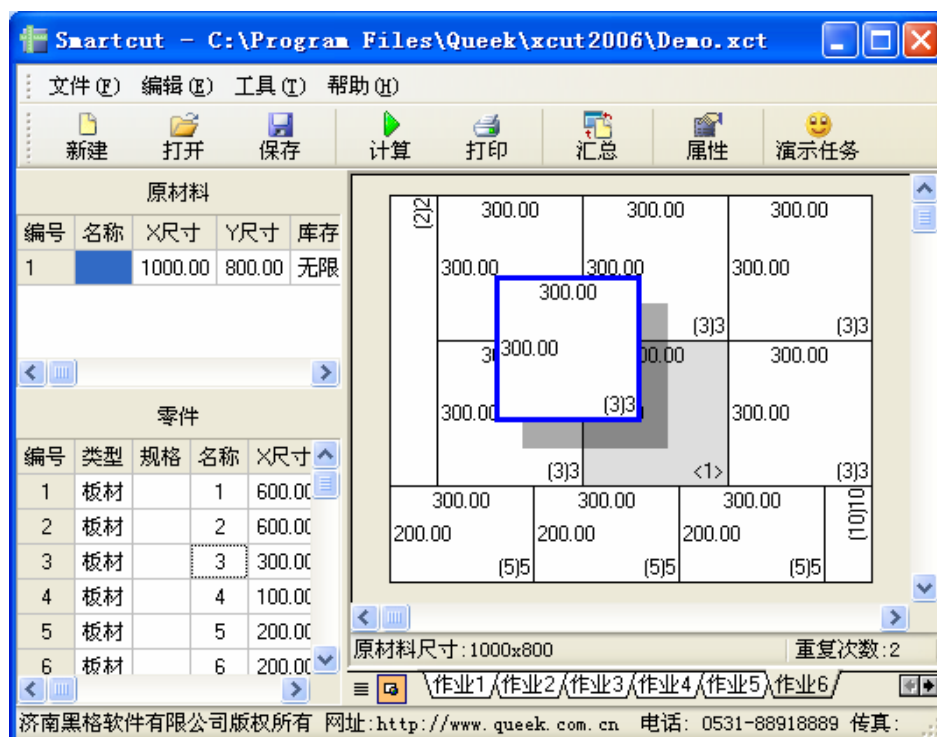 Smartcut - C:\Program Files\Queek\xcut2006\Demo.xct
文件(F) 编辑(E) 工具(T) 帮助(H)
新建 打开 保存 计算 打印 汇总 属性 演示任务
原材料
编号 名称 X尺寸 Y尺寸 库存
1 1000.00 800.00 无限
零件
编号 类型 规格 名称 X尺寸
1 板材 1 600.00
2 板材 2 600.00
3 板材 3 300.00
4 板材 4 100.00
5 板材 5 200.00
6 板材 6 200.00
(2)2 300.00 300.00 300.00
300.00 300.00 300.00
300.00
(3)3 (3)3
300.00 300.00
300.00 300.00
(3)3
(3)3 <1> (3)3
300.00 300.00 300.00 (10)10
200.00 200.00 200.00
(5)5 (5)5 (5)5
原材料尺寸:1000x800 重复次数:2
作业1 作业2 作业3 作业4 作业5 作业6
济南黑格软件有限公司版权所有 网址:http://www.queek.com.cn 电话: 0531-88918889 传真: